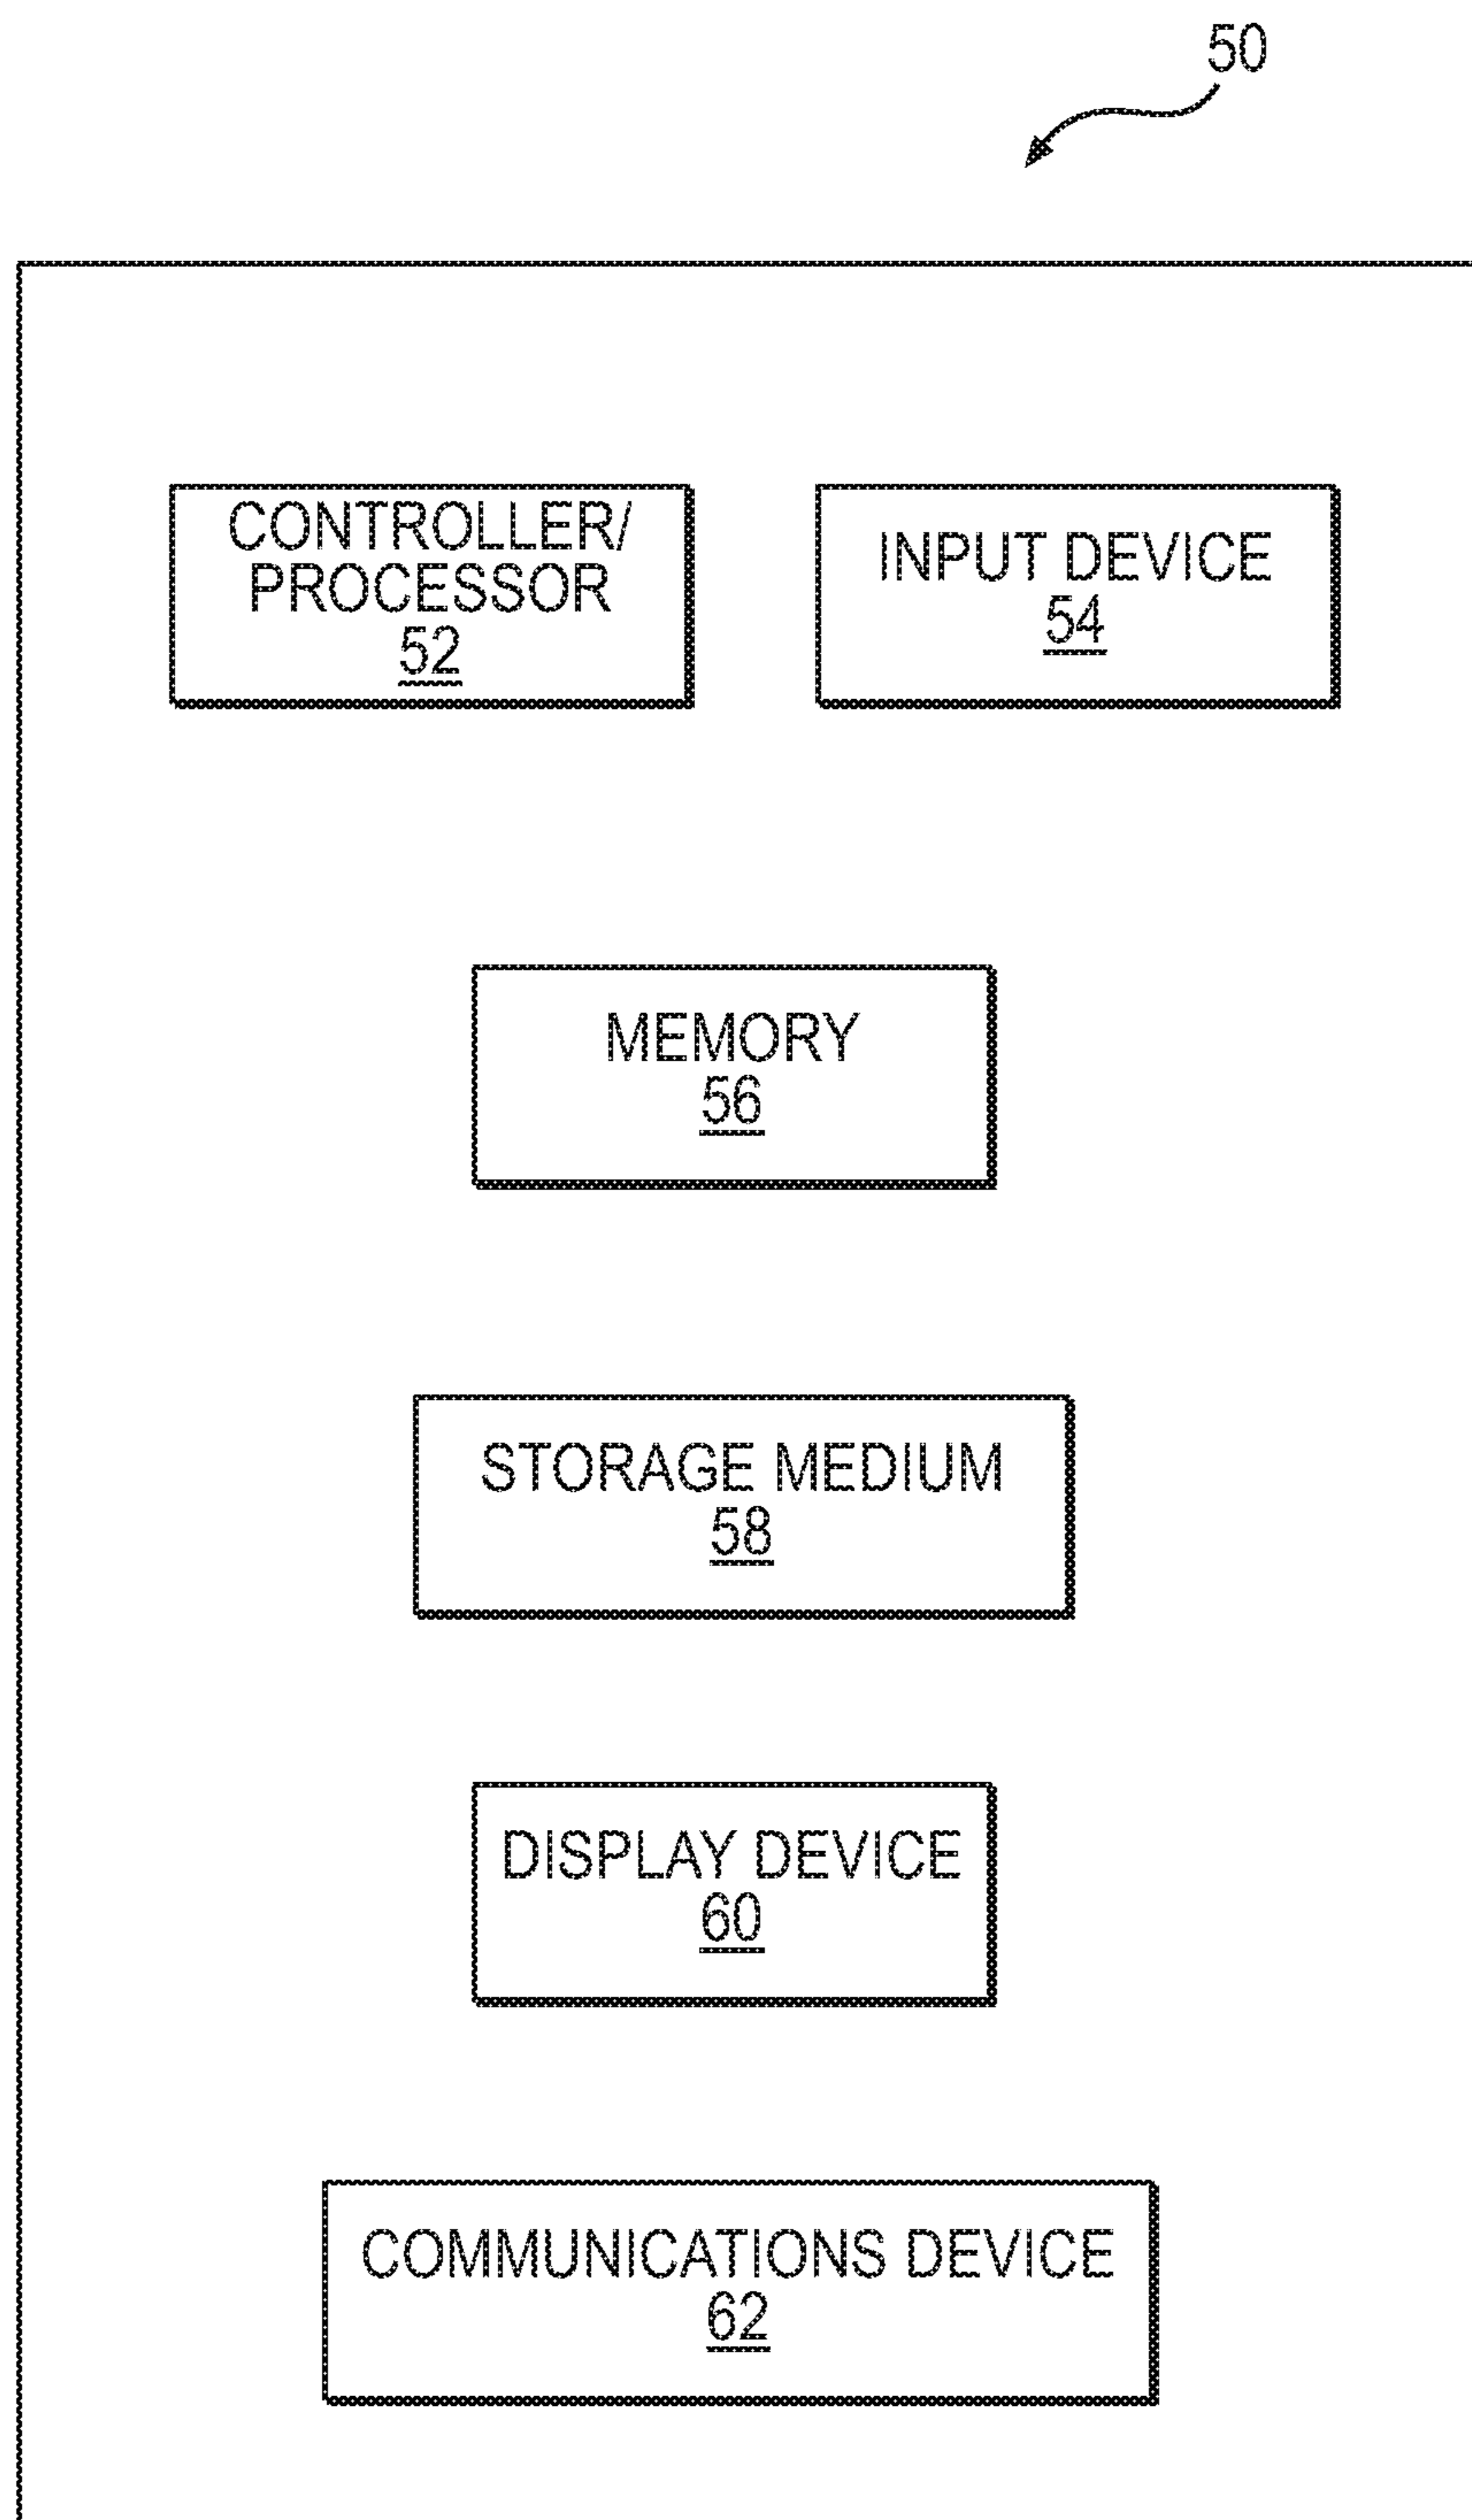 50
CONTROLLER/
PROCESSOR
52
INPUT DEVICE
54
MEMORY
56
STORAGE MEDIUM
58
DISPLAY DEVICE
60
COMMUNICATIONS DEVICE
62